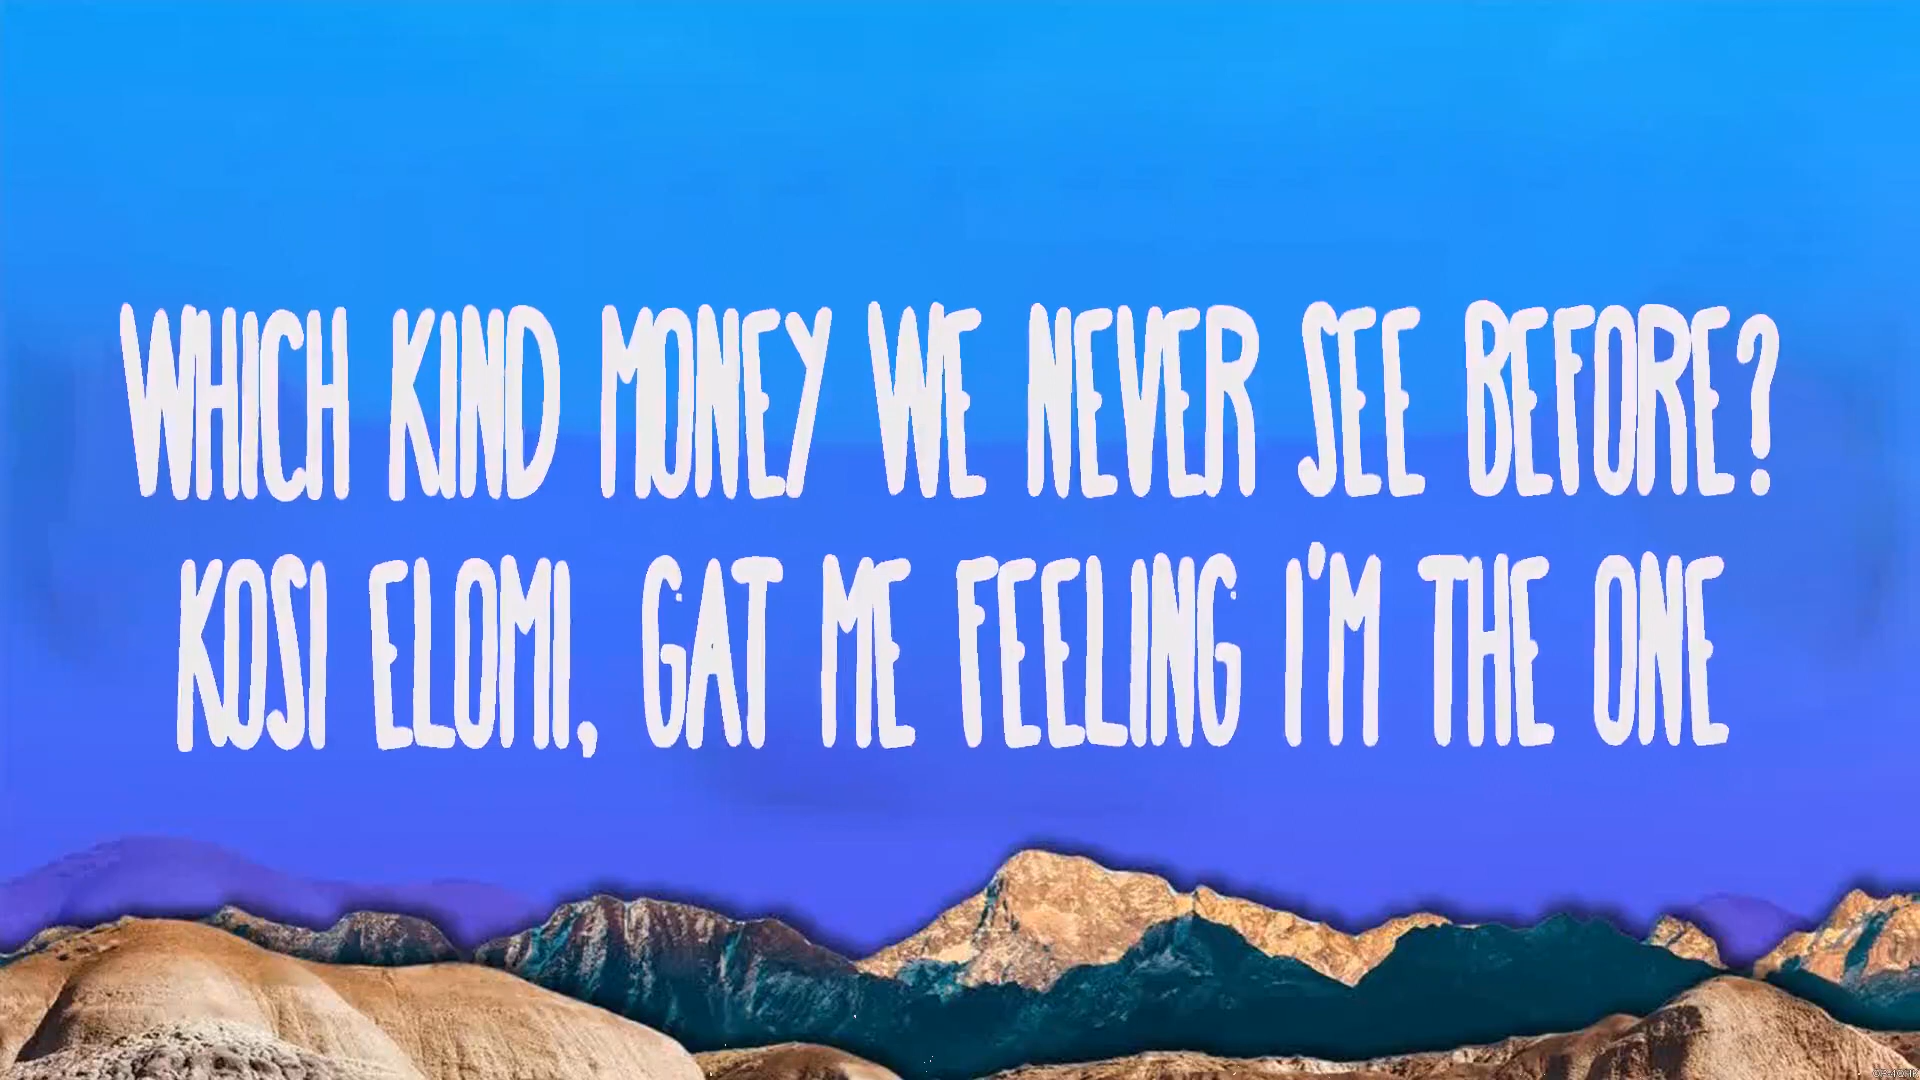 WHICH KIND MONEY WE NEVER SEE BEFORE?
KOSI ELOMI, GAT ME FEELING I'M THE ONE